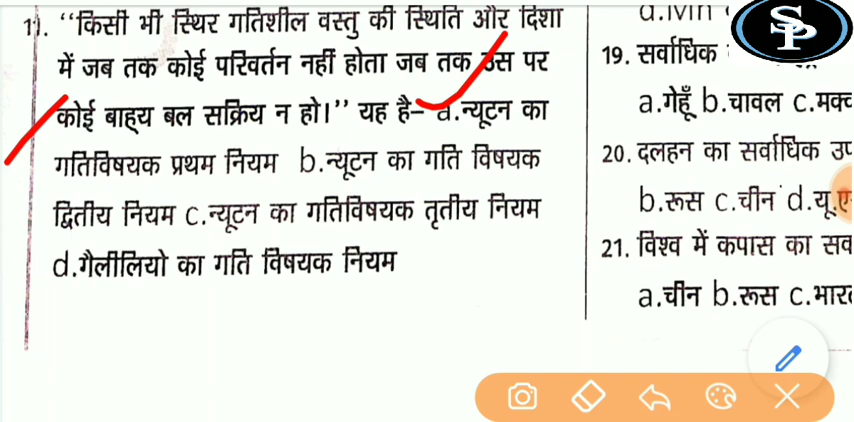 11. ‘‘किसी भी स्थिर गतिशील वस्तु की स्थिति और दिशा
में जब तक कोई परिवर्तन नहीं होता जब तक उस पर
कोई बाह्य बल सक्रिय न हो।’’ यह है– a.न्यूटन का
गतिविषयक प्रथम नियम b.न्यूटन का गति विषयक
द्वितीय नियम c.न्यूटन का गतिविषयक तृतीय नियम
d.गैलीलियो का गति विषयक नियम
SP
19. सर्वाधिक
a.गेहूँ b.चावल c.
20. दलहन का सर्वाधिक
b.रूस c.चीन d.
21. विश्व में कपास का
a.चीन b.रूस c.